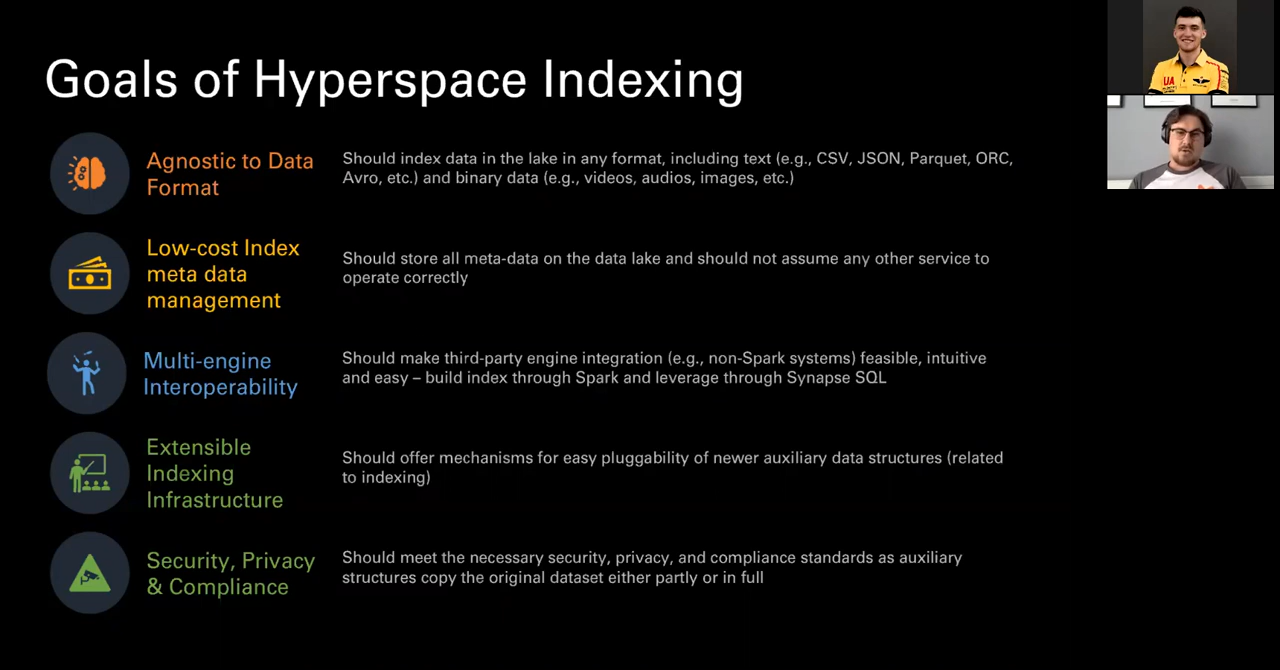 Goals of Hyperspace Indexing
Agnostic to Data
Format
Should index data in the lake in any format, including text (e.g., CSV, JSON, Parquet, ORC,
Avro, etc.) and binary data (e.g., videos, audios, images, etc.)
Low-cost Index
meta data
management
Should store all meta-data on the data lake and should not assume any other service to
operate correctly
Multi-engine
Interoperability
Should make third-party engine integration (e.g., non-Spark systems) feasible, intuitive
and easy – build index through Spark and leverage through Synapse SQL
Extensible
Indexing
Infrastructure
Should offer mechanisms for easy pluggability of newer auxiliary data structures (related
to indexing)
Security, Privacy
& Compliance
Should meet the necessary security, privacy, and compliance standards as auxiliary
structures copy the original dataset either partly or in full
UA